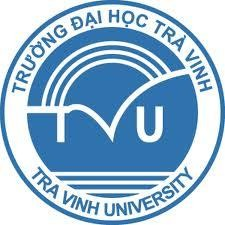 TRƯỜNG ĐẠI HỌC TRÀ VINH
TVU
TRA VINH UNIVERSITY